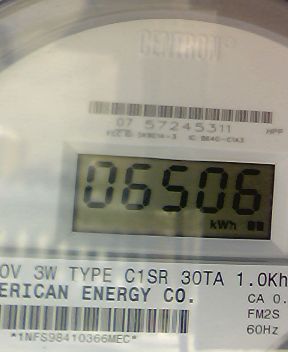 CENTRON
07 57245311 HPP
06506
kWh
0V 3W TYPE C1SR 30TA 1.0Kh
ERICAN ENERGY CO. CA 0.
FM2S
60Hz
*1NFS98410366MEC*